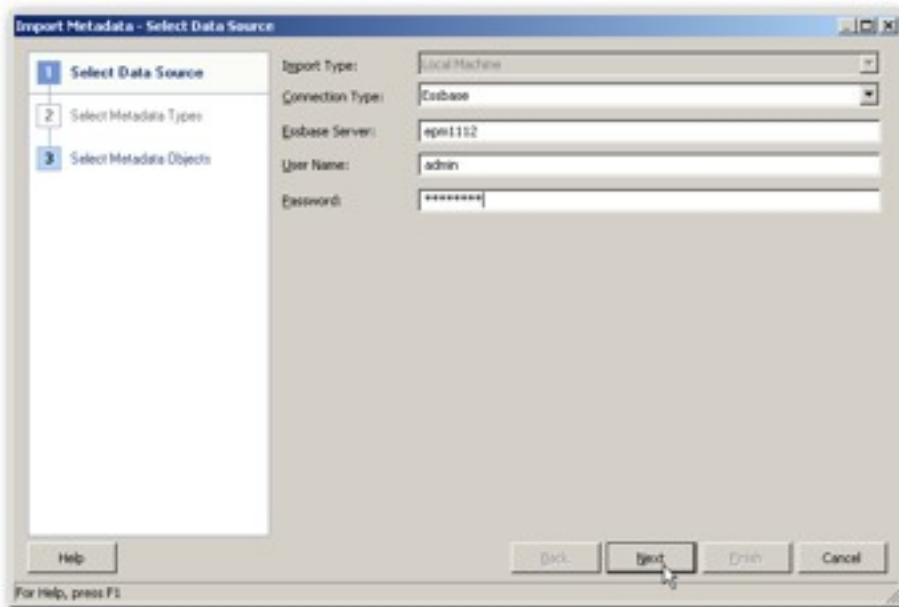 Import Metadata - Select Data Source
1 Select Data Source
2 Select Metadata Types
3 Select Metadata Objects
Import Type: Local Machine
Connection Type: Essbase
Essbase Server: epm1112
User Name: admin
Password: ********
Help
Back
Next
Finish
Cancel
For Help, press F1